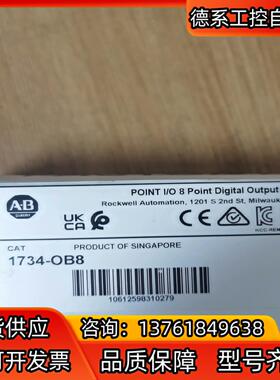 德系工控自
POINT I/O 8 Point Digital Output
Rockwell Automation, 1201 S 2nd St, Milwauk
A-B
QUALITY
UK
CA
CAT
PRODUCT OF SINGAPORE
1734-OB8
10612598310279
货供应
咨询：13761849638
可开发票
品质保障
型号齐